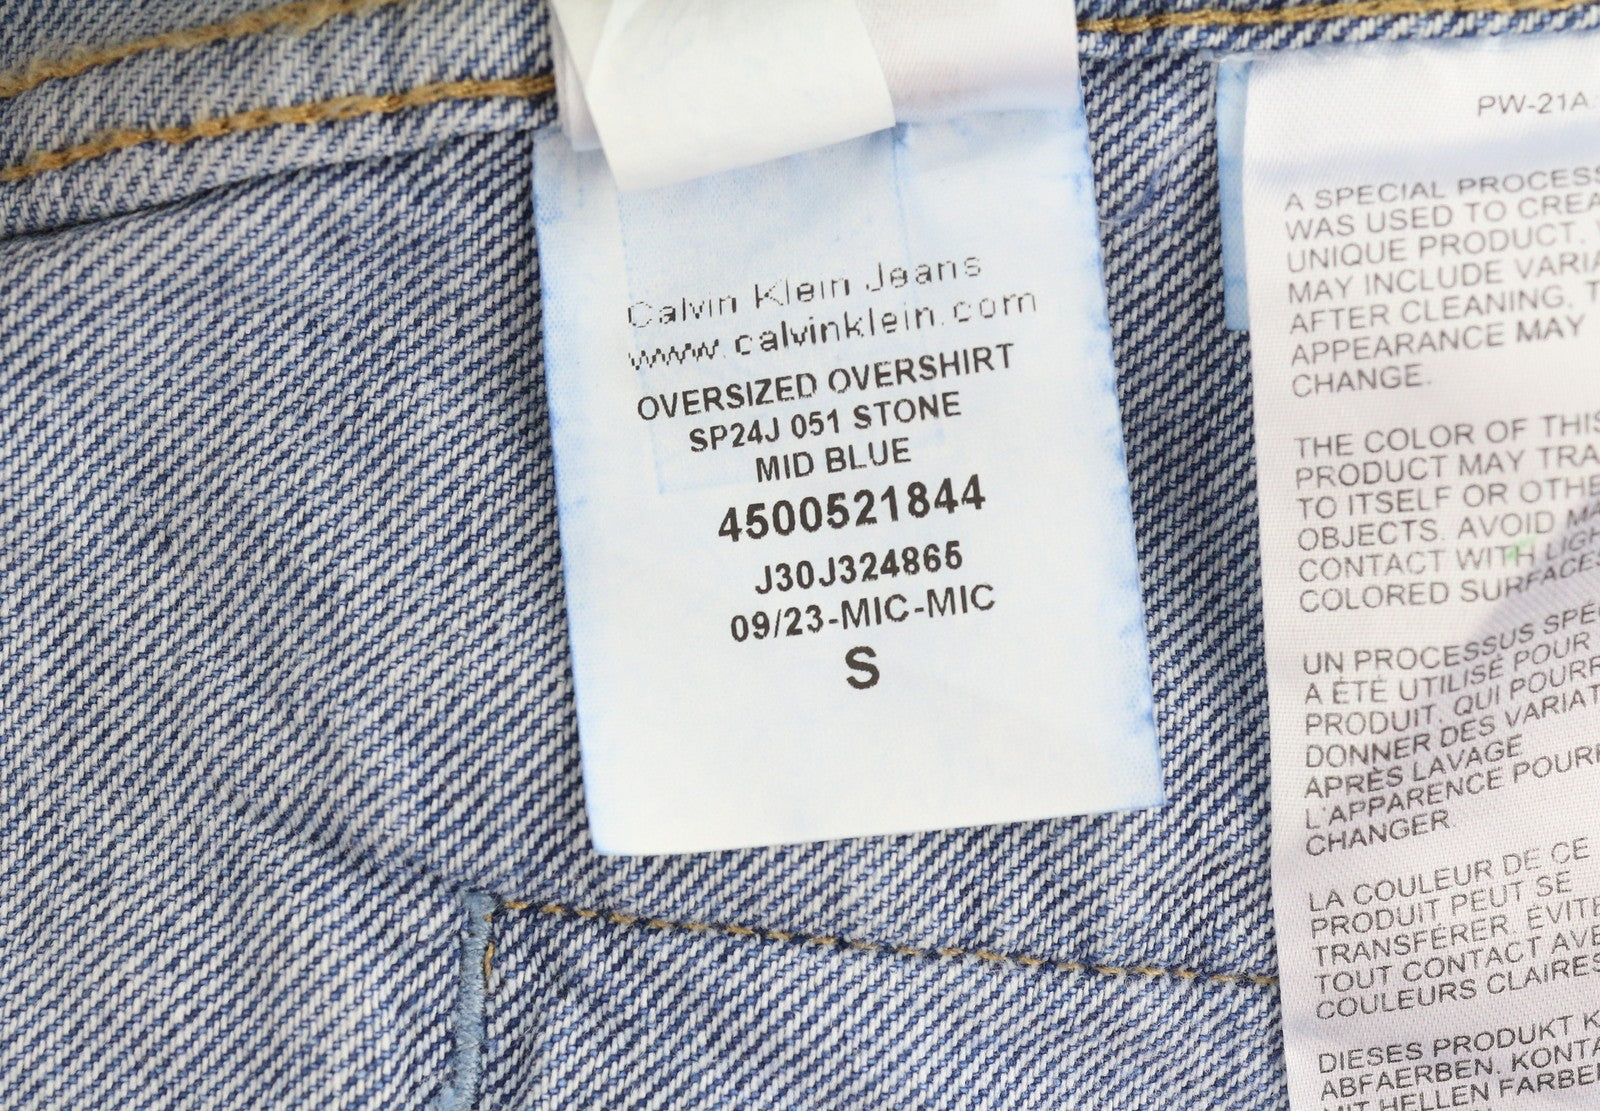 Calvin Klein Jeans
www.calvinklein.com
OVERSIZED OVERSHIRT
SP24J 051 STONE
MID BLUE
4500521844
J30J324865
09/23-MIC-MIC
S
PW-21A
A SPECIAL PROCESS
WAS USED TO CREA
UNIQUE PRODUCT.
MAY INCLUDE VARIA
AFTER CLEANING, T
APPEARANCE MAY
CHANGE.
THE COLOR OF THIS
PRODUCT MAY TRA
TO ITSELF OR OTHE
OBJECTS. AVOID MA
CONTACT WITH LIGH
COLORED SURFACES
UN PROCESSUS SPÉ
A ÉTÉ UTILISÉ POUR
PRODUIT. QUI POURR
DONNER DES VARIAT
APRÈS LAVAGE
L'APPARENCE POURR
CHANGER.
LA COULEUR DE CE
PRODUIT PEUT SE
TRANSFÉRER. ÉVITE
TOUT CONTACT AVE
COULEURS CLAIRES
DIESES PRODUKT K
ABFAERBEN. KONTA
MIT HELLEN FARBE